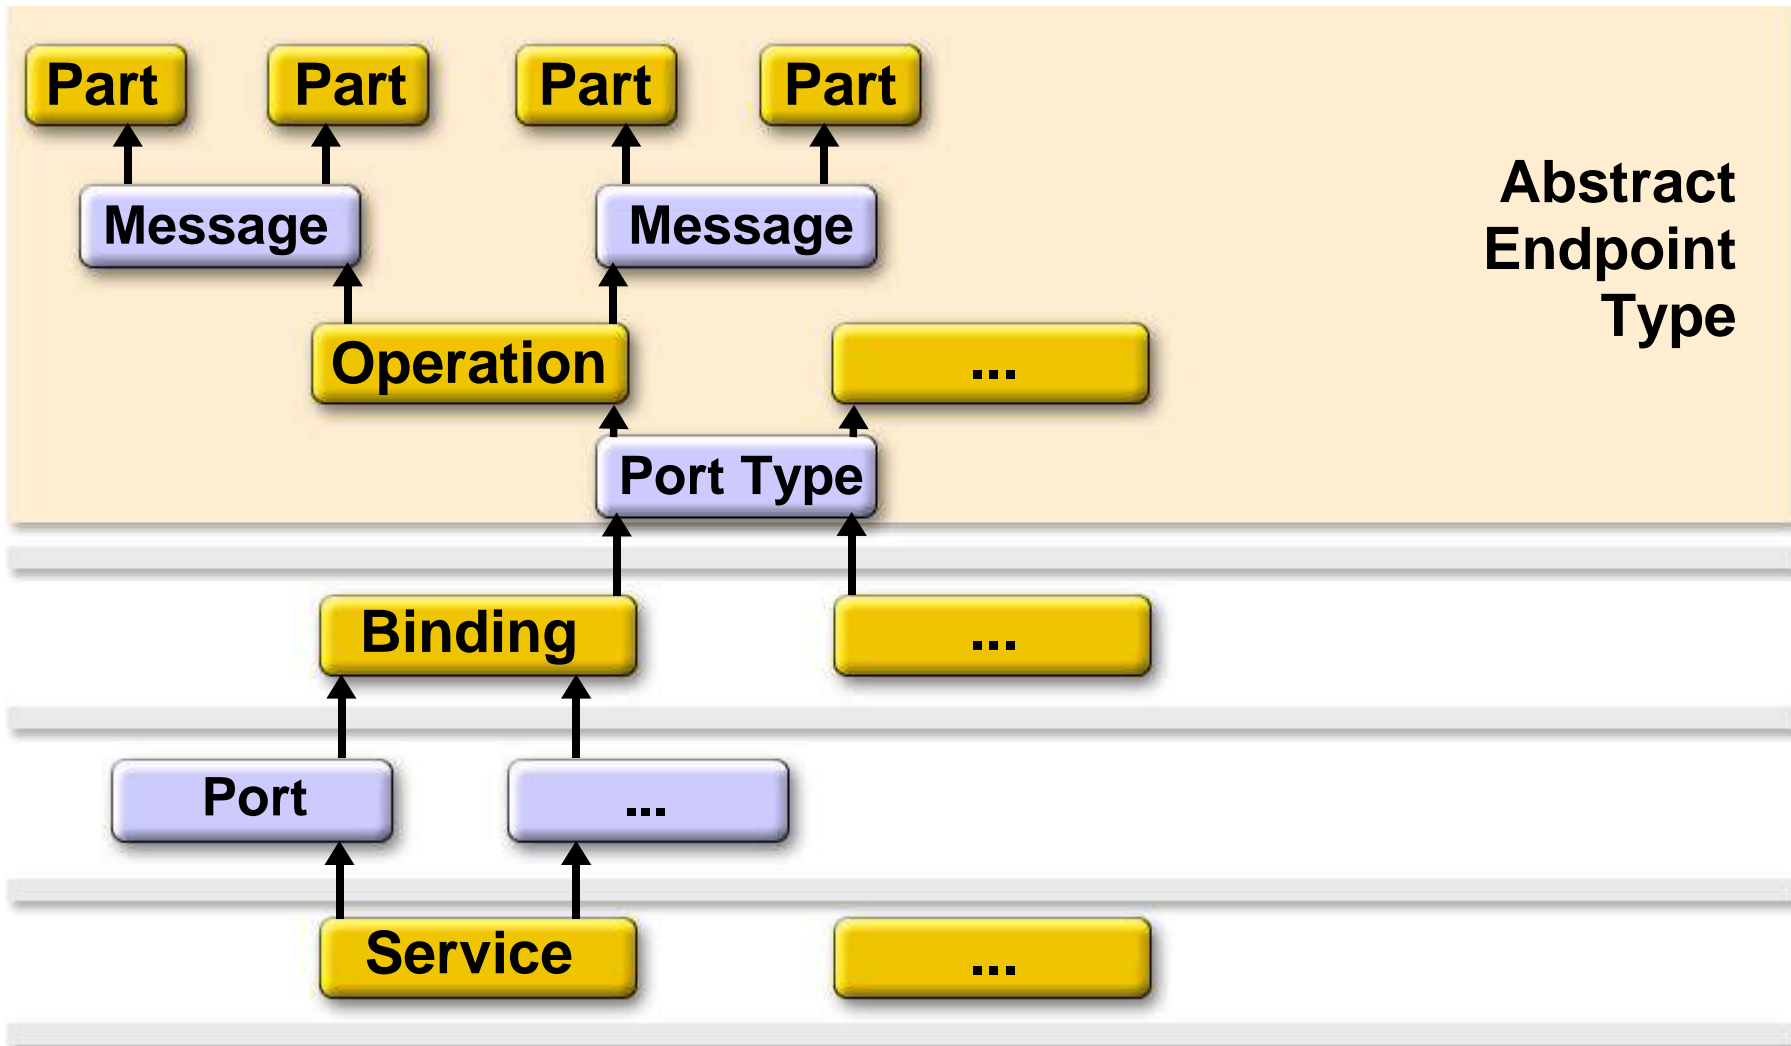 Part Part Part Part
Message Message
Abstract
Endpoint
Type
Operation ...
Port Type
Binding ...
Port ...
Service ...